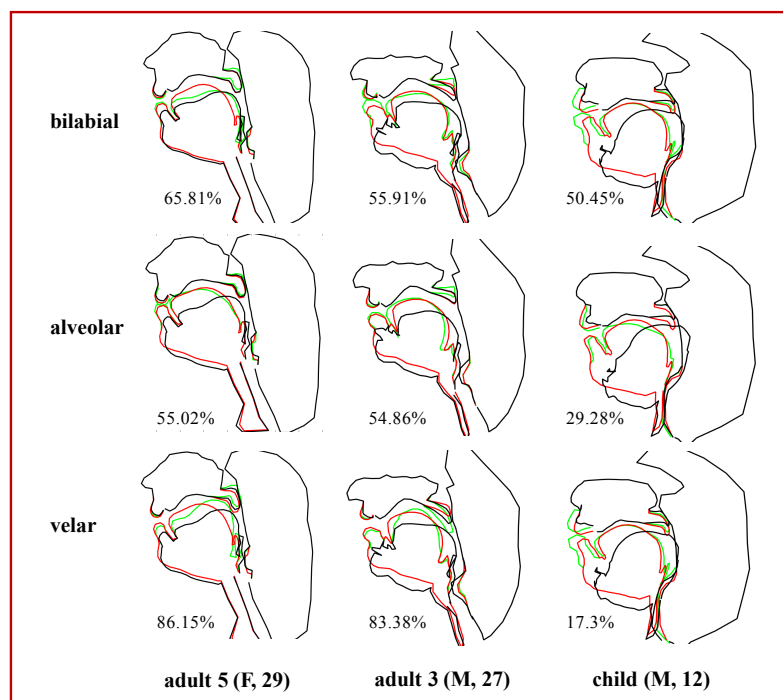 bilabial
65.81%
55.91%
50.45%
alveolar
55.02%
54.86%
29.28%
velar
86.15%
83.38%
17.3%
adult 5 (F, 29)
adult 3 (M, 27)
child (M, 12)